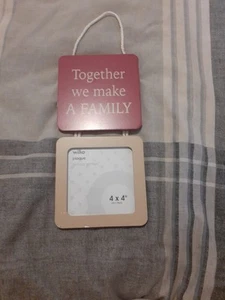 Together
we make
A FAMILY
4 x 4"